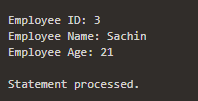 Employee ID: 3
Employee Name: Sachin
Employee Age: 21
Statement processed.